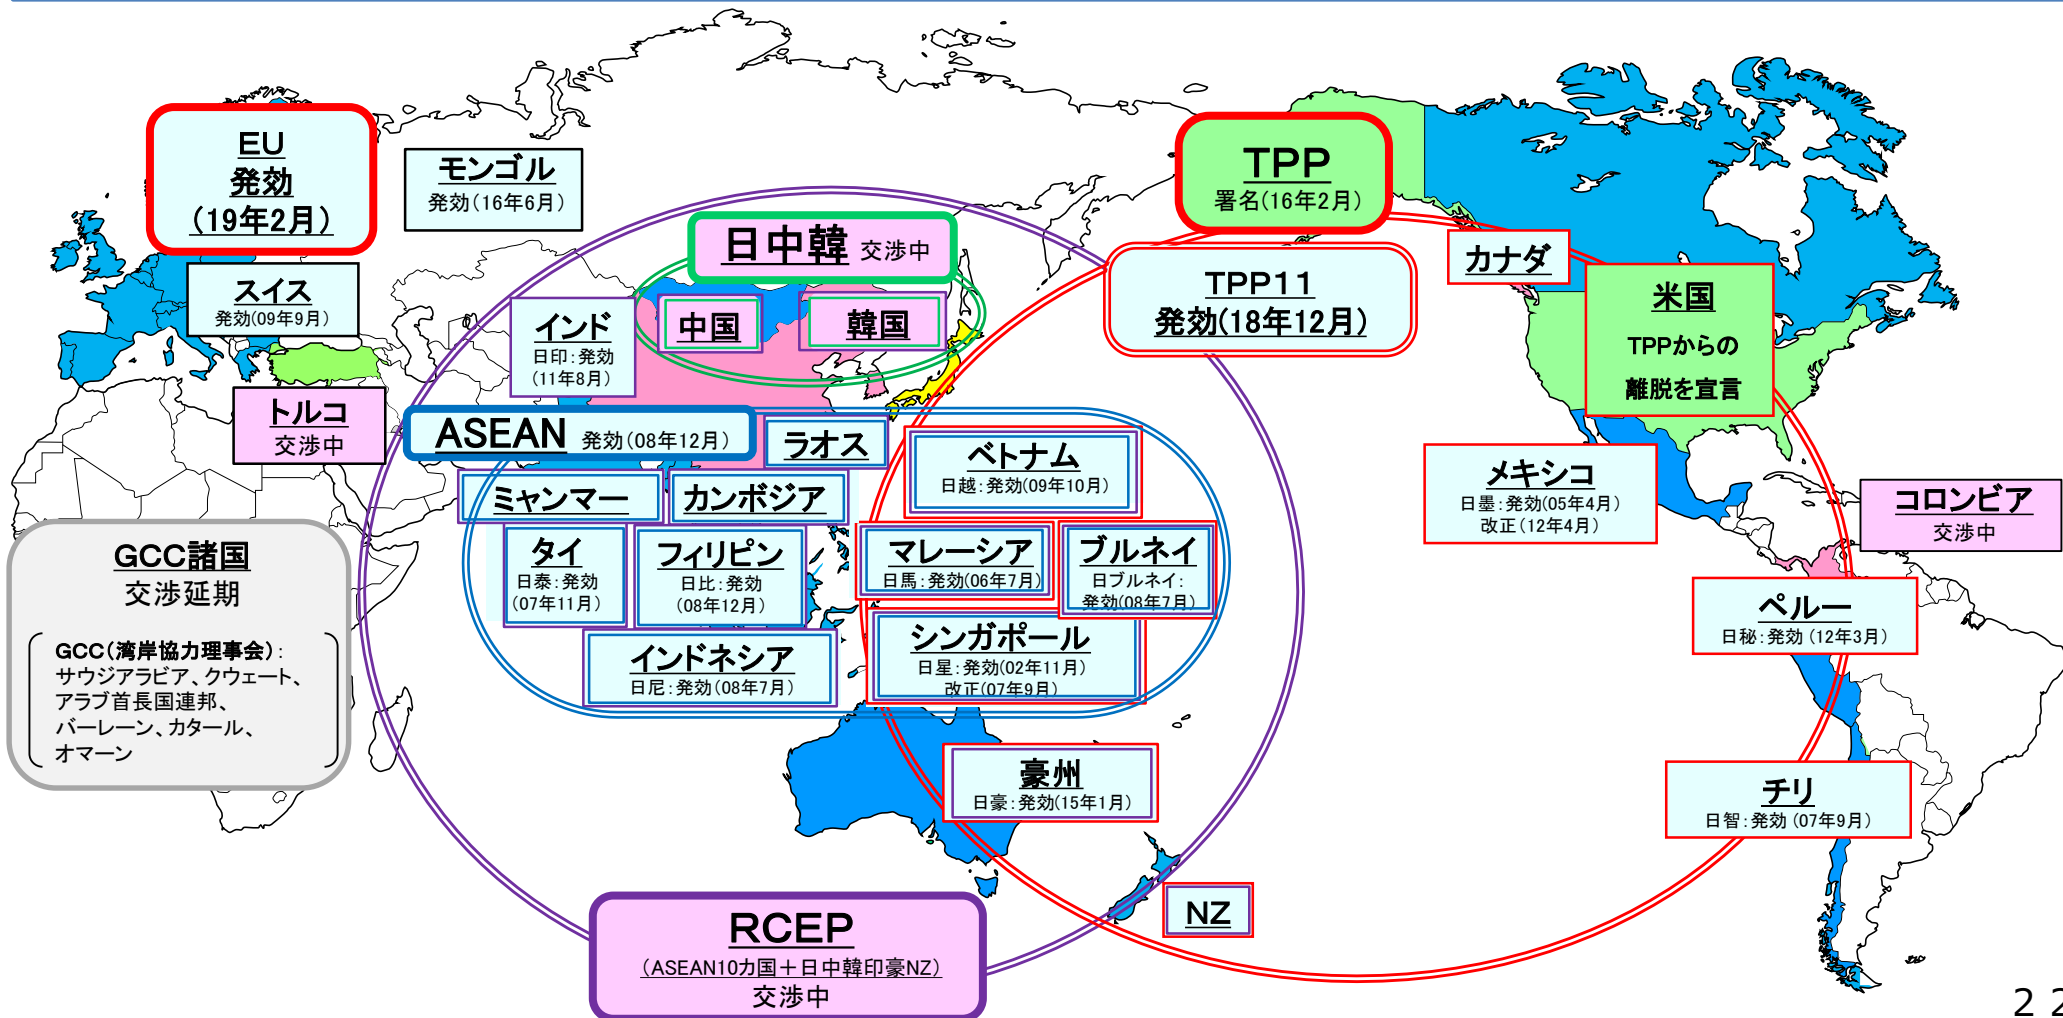 EU
発効
(19年2月)
モンゴル
発効(16年6月)
TPP
署名(16年2月)
日中韓 交渉中
カナダ
スイス
発効(09年9月)
TPP11
発効(18年12月)
米国
TPPからの
離脱を宣言
インド
日印:発効
(11年8月)
中国
韓国
トルコ
交渉中
ASEAN 発効(08年12月)
ラオス
ベトナム
日越:発効(09年10月)
メキシコ
日墨:発効(05年4月)
改正(12年4月)
コロンビア
交渉中
ミャンマー
カンボジア
タイ
日泰:発効
(07年11月)
フィリピン
日比:発効
(08年12月)
マレーシア
日馬:発効(06年7月)
ブルネイ
日ブルネイ:
発効(08年7月)
GCC諸国
交渉延期
GCC(湾岸協力理事会):
サウジアラビア、クウェート、
アラブ首長国連邦、
バーレーン、カタール、
オマーン
インドネシア
日尼:発効(08年7月)
シンガポール
日星:発効(02年11月)
改正(07年9月)
ペルー
日秘:発効(12年3月)
豪州
日豪:発効(15年1月)
チリ
日智:発効(07年9月)
NZ
RCEP
(ASEAN10カ国+日中韓印豪NZ)
交渉中
22